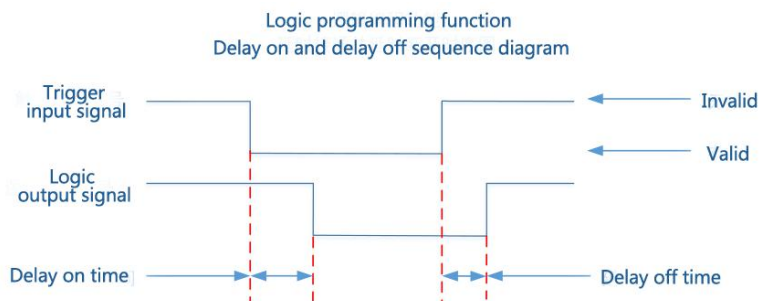 Logic programming function
Delay on and delay off sequence diagram
Trigger
input signal
Invalid
Valid
Logic
output signal
Delay on time
Delay off time